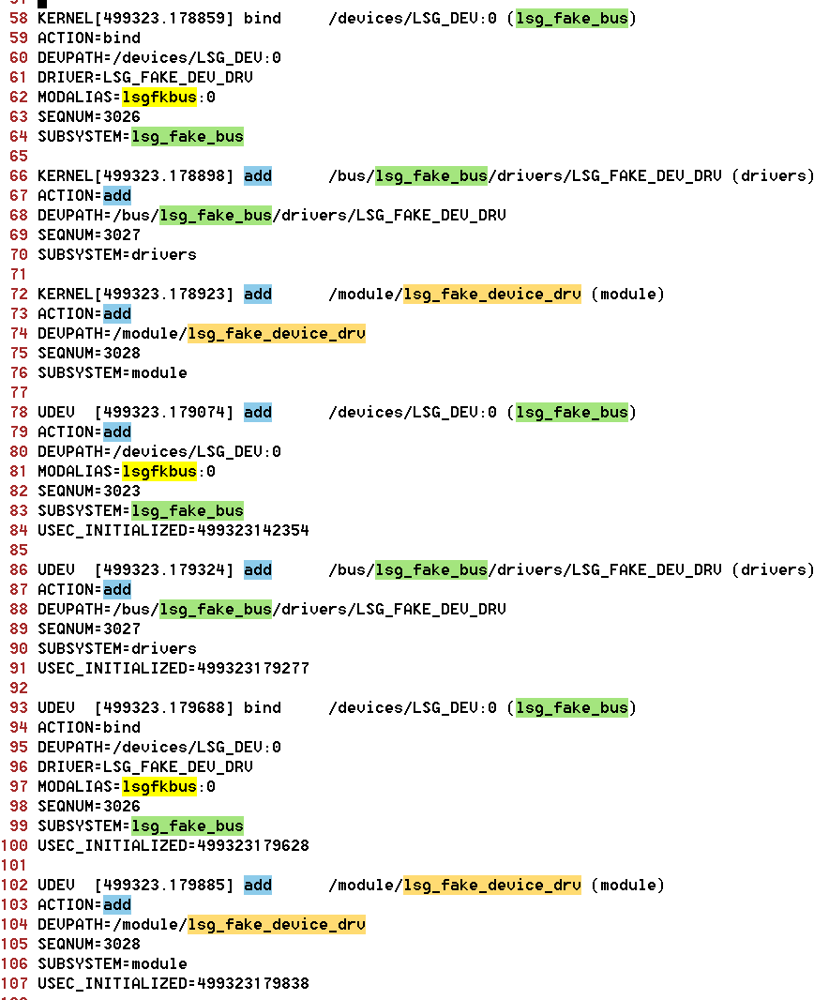 58 KERNEL[499323.178859] bind     /devices/LSG_DEV:0 (lsg_fake_bus)
59 ACTION=bind
60 DEVPATH=/devices/LSG_DEV:0
61 DRIVER=LSG_FAKE_DEV_DRV
62 MODALIAS=lsgfkbus:0
63 SEQNUM=3026
64 SUBSYSTEM=lsg_fake_bus
65
66 KERNEL[499323.178898] add      /bus/lsg_fake_bus/drivers/LSG_FAKE_DEV_DRV (drivers)
67 ACTION=add
68 DEVPATH=/bus/lsg_fake_bus/drivers/LSG_FAKE_DEV_DRV
69 SEQNUM=3027
70 SUBSYSTEM=drivers
71
72 KERNEL[499323.178923] add      /module/lsg_fake_device_drv (module)
73 ACTION=add
74 DEVPATH=/module/lsg_fake_device_drv
75 SEQNUM=3028
76 SUBSYSTEM=module
77
78 UDEV  [499323.179074] add      /devices/LSG_DEV:0 (lsg_fake_bus)
79 ACTION=add
80 DEVPATH=/devices/LSG_DEV:0
81 MODALIAS=lsgfkbus:0
82 SEQNUM=3023
83 SUBSYSTEM=lsg_fake_bus
84 USEC_INITIALIZED=499323142354
85
86 UDEV  [499323.179324] add      /bus/lsg_fake_bus/drivers/LSG_FAKE_DEV_DRV (drivers)
87 ACTION=add
88 DEVPATH=/bus/lsg_fake_bus/drivers/LSG_FAKE_DEV_DRV
89 SEQNUM=3027
90 SUBSYSTEM=drivers
91 USEC_INITIALIZED=499323179277
92
93 UDEV  [499323.179688] bind     /devices/LSG_DEV:0 (lsg_fake_bus)
94 ACTION=bind
95 DEVPATH=/devices/LSG_DEV:0
96 DRIVER=LSG_FAKE_DEV_DRV
97 MODALIAS=lsgfkbus:0
98 SEQNUM=3026
99 SUBSYSTEM=lsg_fake_bus
100 USEC_INITIALIZED=499323179628
101
102 UDEV  [499323.179885] add      /module/lsg_fake_device_drv (module)
103 ACTION=add
104 DEVPATH=/module/lsg_fake_device_drv
105 SEQNUM=3028
106 SUBSYSTEM=module
107 USEC_INITIALIZED=499323179838